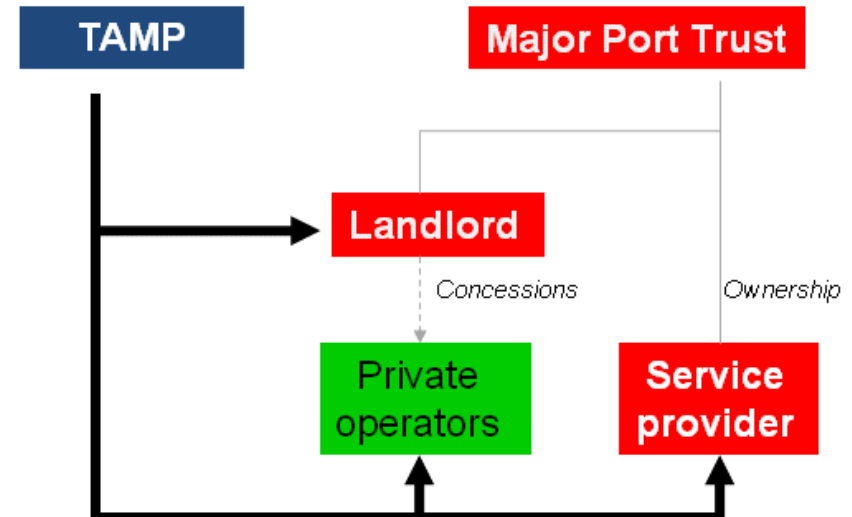 TAMP
Major Port Trust
Landlord
Concessions
Ownership
Private
operators
Service
provider